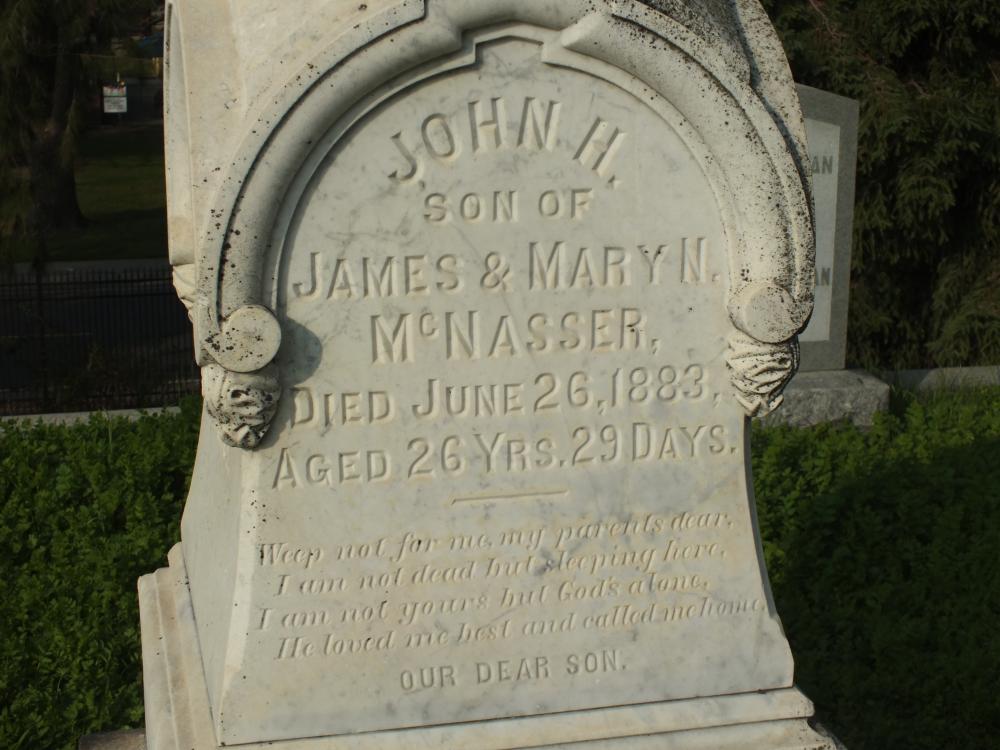 JOHN H.
SON OF
JAMES & MARY N.
McNASSER,
DIED JUNE 26, 1883,
AGED 26 YRS. 29 DAYS.
Weep not for me, my parents dear,
I am not dead but sleeping here,
I am not yours but God's alone,
He loved me best and called me home.
OUR DEAR SON.
AN
AN